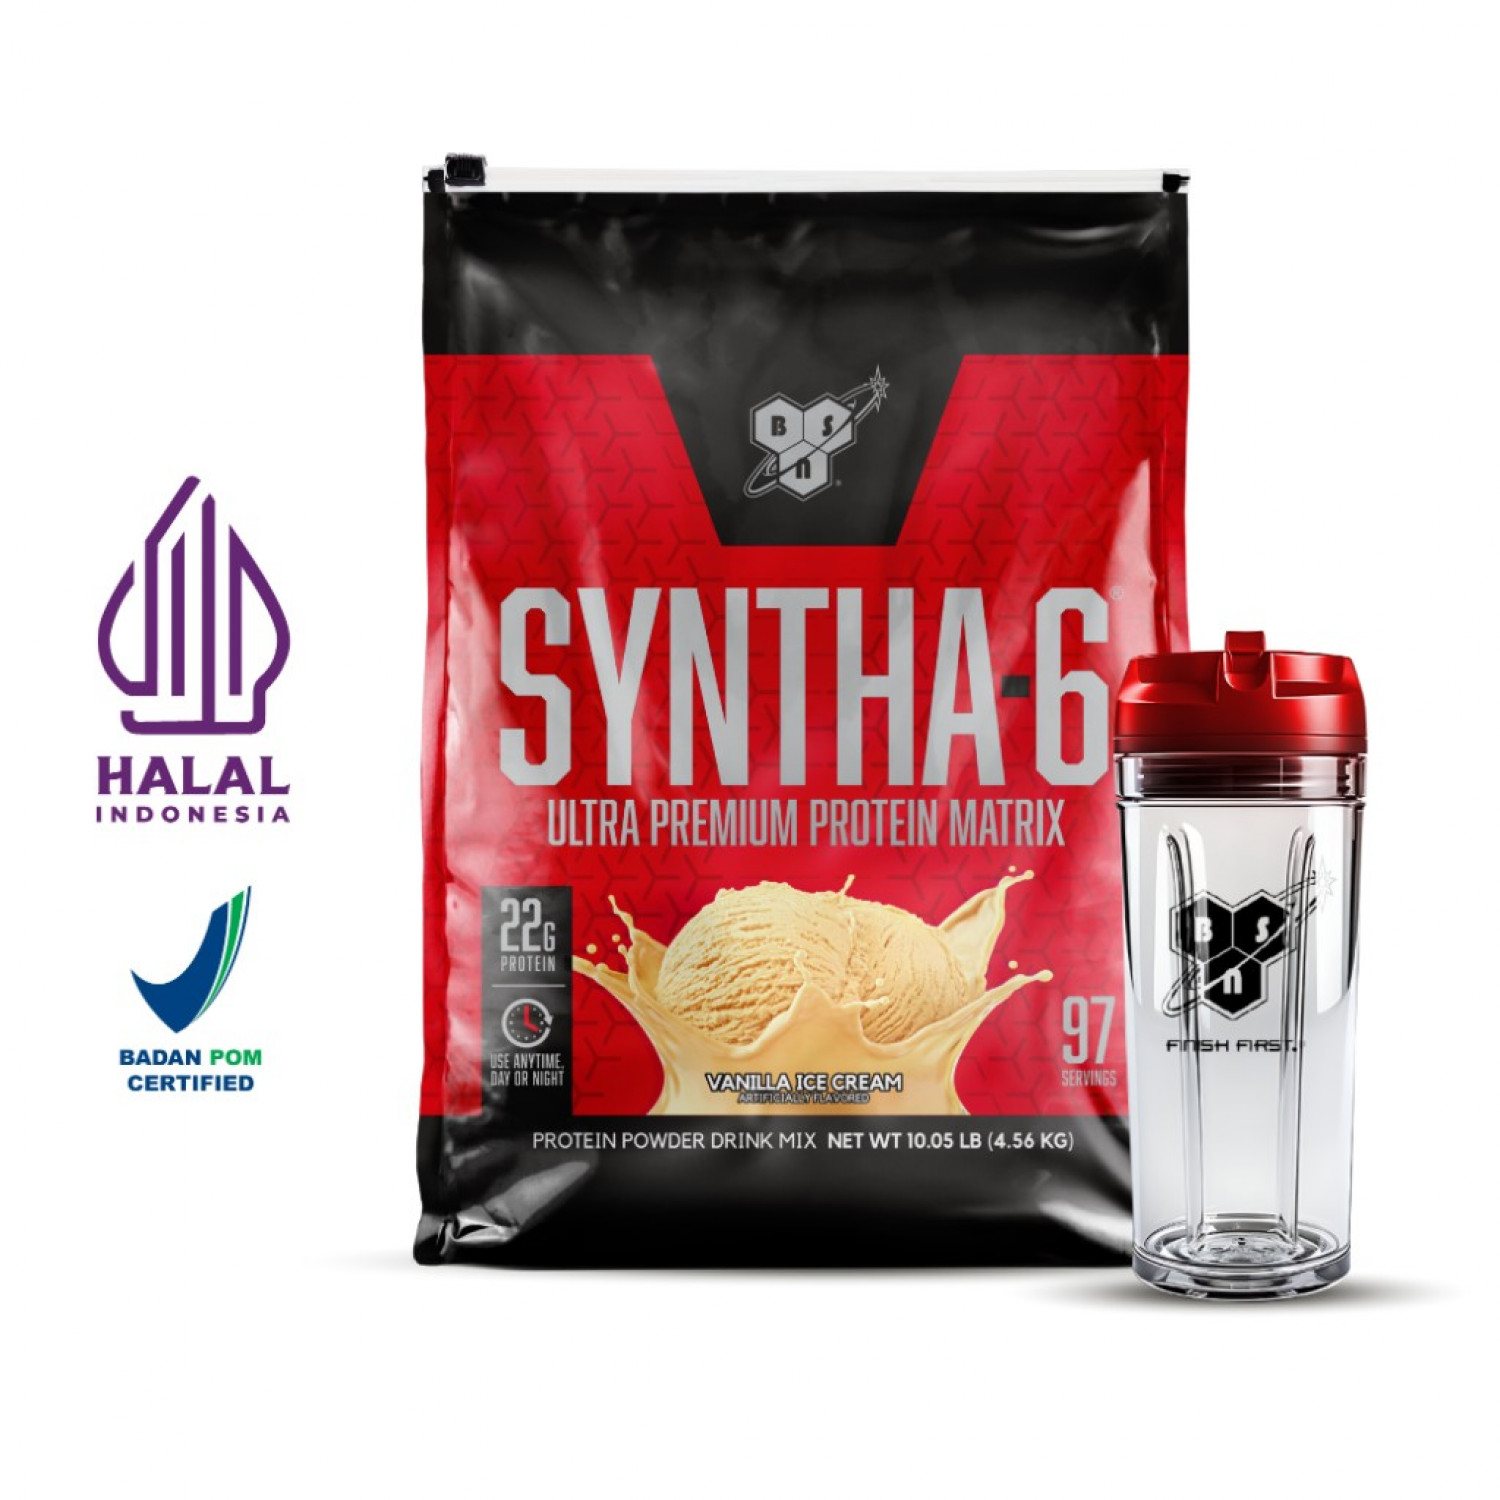 HALAL
INDONESIA
BADAN POM
CERTIFIED
B S
n
®
SYNTHA-6®
ULTRA PREMIUM PROTEIN MATRIX
22G
PROTEIN
USE ANYTIME,
DAY OR NIGHT
VANILLA ICE CREAM
ARTIFICIALLY FLAVORED
97
SERVINGS
PROTEIN POWDER DRINK MIX NET WT 10.05 LB (4.56 KG)
B S
n
FINISH FIRST.